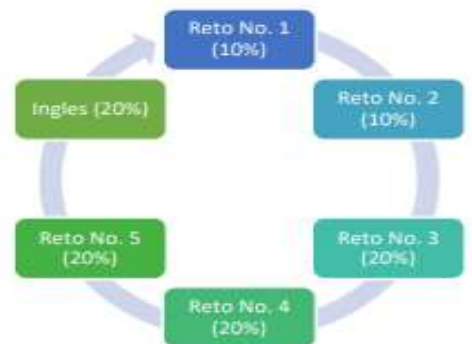 Reto No. 1
(10%)
Reto No. 2
(10%)
Reto No. 3
(20%)
Reto No. 4
(20%)
Reto No. 5
(20%)
Ingles (20%)